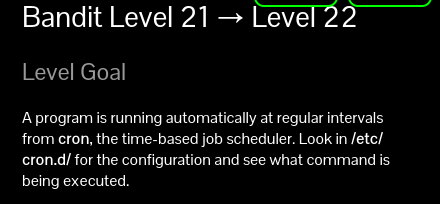 Bandit Level 21 → Level 22
Level Goal
A program is running automatically at regular intervals
from cron, the time-based job scheduler. Look in /etc/
cron.d/ for the configuration and see what command is
being executed.